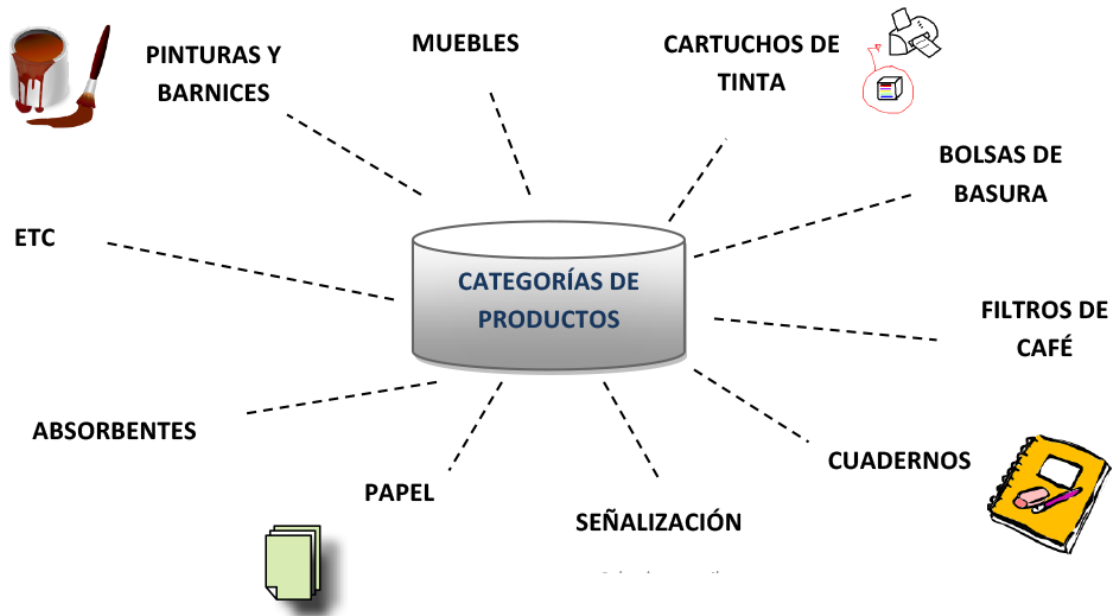 PINTURAS Y
BARNICES
MUEBLES
CARTUCHOS DE
TINTA
BOLSAS DE
BASURA
ETC
CATEGORÍAS DE
PRODUCTOS
FILTROS DE
CAFÉ
ABSORBENTES
CUADERNOS
PAPEL
SEÑALIZACIÓN